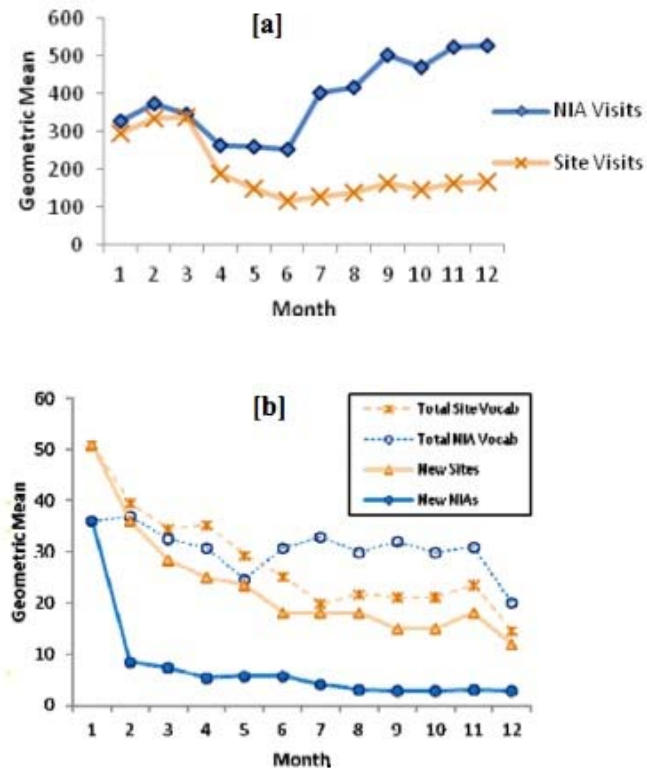 [a]
600
500
400
300
200
100
0
Geometric Mean
1 2 3 4 5 6 7 8 9 10 11 12
Month
NIA Visits
Site Visits
[b]
60
50
40
30
20
10
0
Geometric Mean
1 2 3 4 5 6 7 8 9 10 11 12
Month
Total Site Vocab
Total NIA Vocab
New Sites
New NIAs